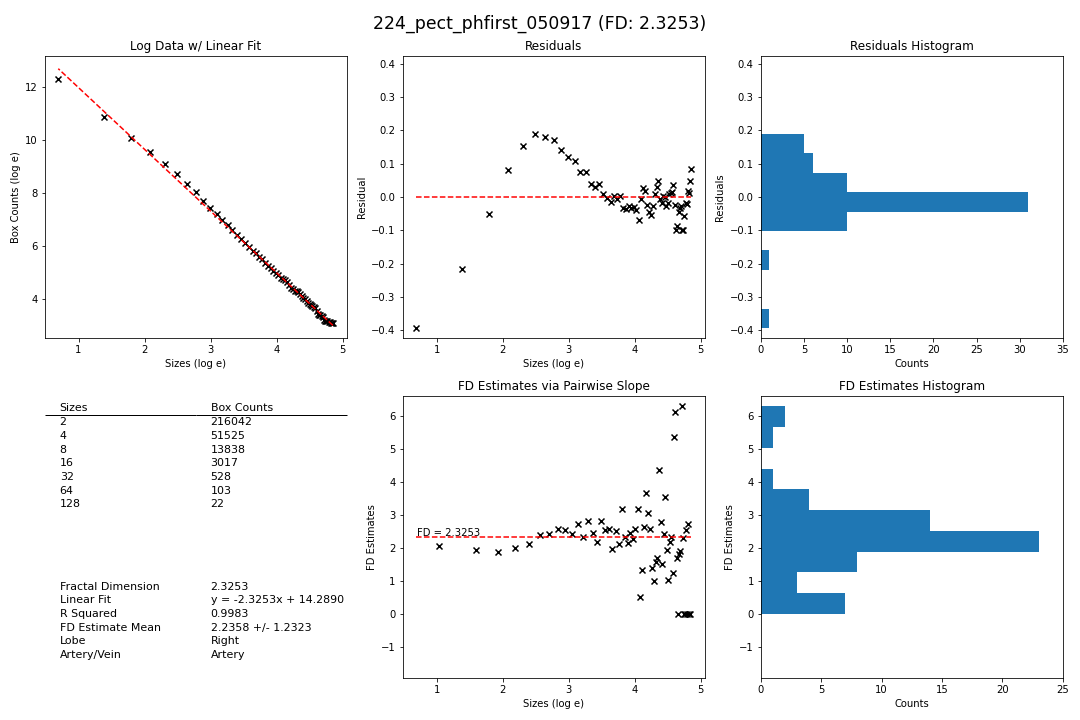 224_pect_phfirst_050917 (FD: 2.3253)
Log Data w/ Linear Fit
12
10
8
6
4
1 2 3 4 5
Box Counts (log e)
Sizes (log e)
Residuals
0.4
0.3
0.2
0.1
0.0
−0.1
−0.2
−0.3
−0.4
1 2 3 4 5
Residual
Sizes (log e)
Residuals Histogram
0.4
0.3
0.2
0.1
0.0
−0.1
−0.2
−0.3
−0.4
0 5 10 15 20 25 30 35
Residuals
Counts
Sizes Box Counts
2 216042
4 51525
8 13838
16 3017
32 528
64 103
128 22
Fractal Dimension 2.3253
Linear Fit y = -2.3253x + 14.2890
R Squared 0.9983
FD Estimate Mean 2.2358 +/- 1.2323
Lobe Right
Artery/Vein Artery
FD Estimates via Pairwise Slope
6
5
4
3
2
1
0
−1
FD = 2.3253
1 2 3 4 5
FD Estimates
Sizes (log e)
FD Estimates Histogram
6
5
4
3
2
1
0
−1
0 5 10 15 20 25
FD Estimates
Counts